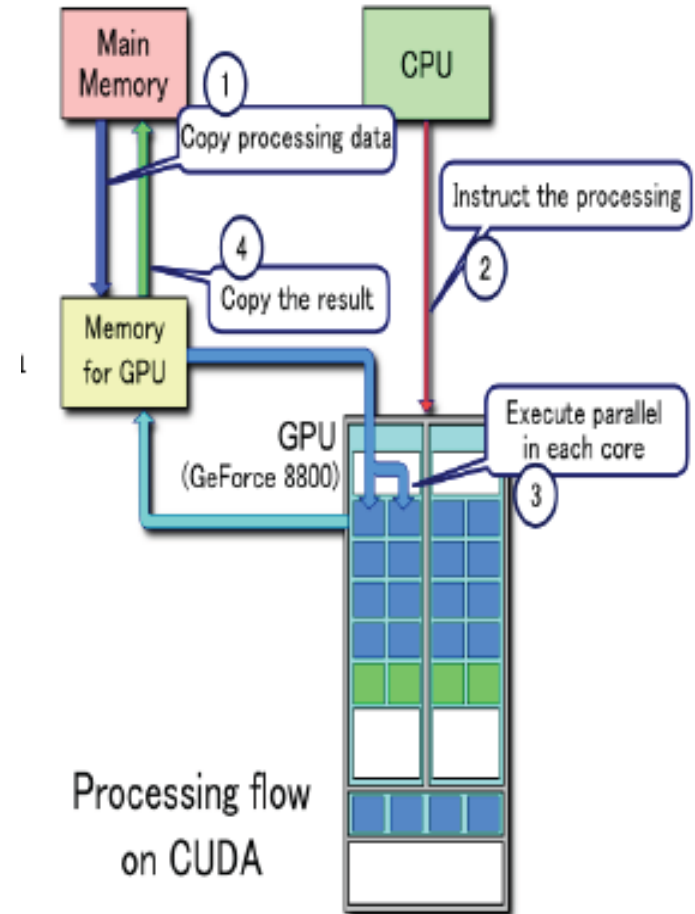 Main
Memory
CPU
1
Copy processing data
Instruct the processing
2
4
Copy the result
Memory
for GPU
Execute parallel
in each core
3
GPU
(GeForce 8800)
Processing flow
on CUDA